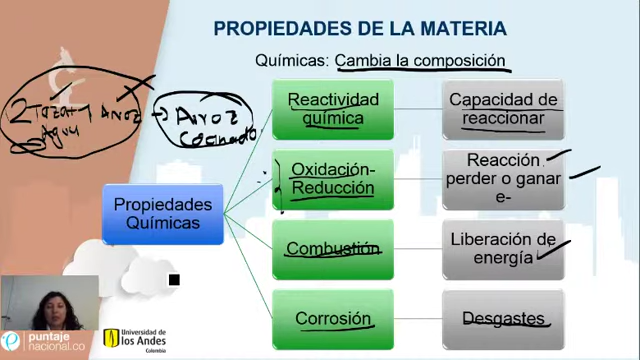 PROPIEDADES DE LA MATERIA
Químicas: Cambia la composición
2 Tazas + 1 Arroz → Arroz
Agua
Cocinado
Reactividad
química
Capacidad de
reaccionar
Oxidación-
Reducción
Reacción
perder o ganar
e-
Propiedades
Químicas
Combustión
Liberación de
energía
Corrosión
Desgastes
puntaje
nacional.co
Universidad de
los Andes
Colombia